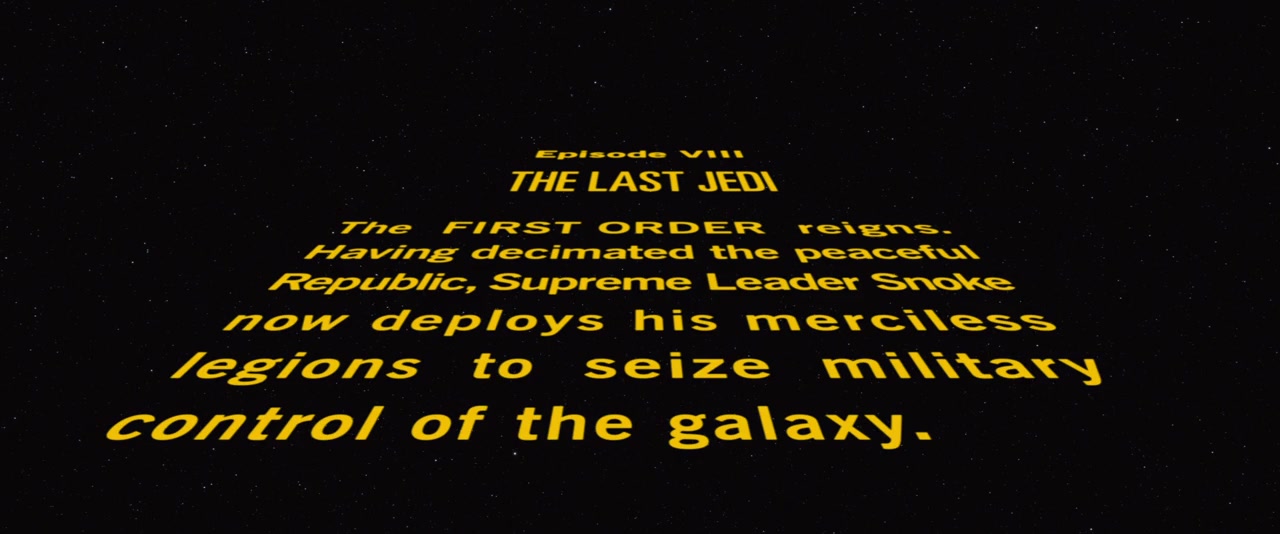 Episode VIII
THE LAST JEDI
The FIRST ORDER reigns.
Having decimated the peaceful
Republic, Supreme Leader Snoke
now deploys his merciless
legions to seize military
control of the galaxy.